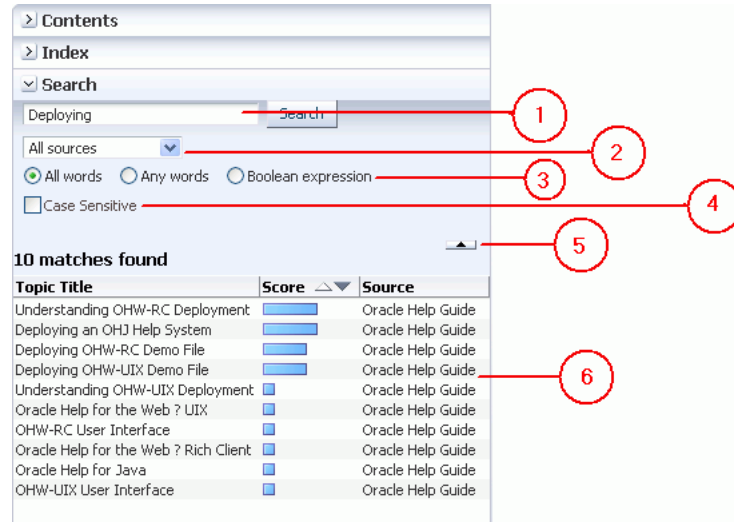 Contents
Index
Search
Deploying Search
1
All sources
2
All words Any words Boolean expression
3
Case Sensitive
4
5
10 matches found
Topic Title Score Source
Understanding OHW-RC Deployment Oracle Help Guide
Deploying an OHJ Help System Oracle Help Guide
Deploying OHW-RC Demo File Oracle Help Guide
Deploying OHW-UIX Demo File Oracle Help Guide
6
Understanding OHW-UIX Deployment Oracle Help Guide
Oracle Help for the Web ? UIX Oracle Help Guide
OHW-RC User Interface Oracle Help Guide
Oracle Help for the Web ? Rich Client Oracle Help Guide
Oracle Help for Java Oracle Help Guide
OHW-UIX User Interface Oracle Help Guide